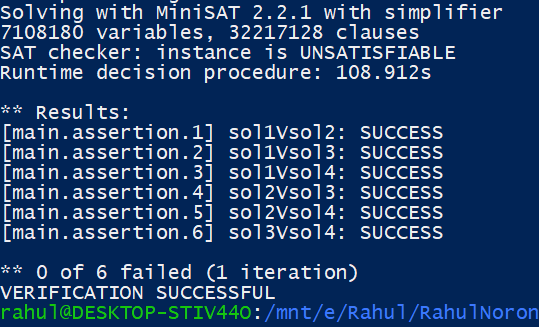 Solving with MiniSAT 2.2.1 with simplifier
7108180 variables, 32217128 clauses
SAT checker: instance is UNSATISFIABLE
Runtime decision procedure: 108.912s
** Results:
[main.assertion.1] sol1Vsol2: SUCCESS
[main.assertion.2] sol1Vsol3: SUCCESS
[main.assertion.3] sol1Vsol4: SUCCESS
[main.assertion.4] sol2Vsol3: SUCCESS
[main.assertion.5] sol2Vsol4: SUCCESS
[main.assertion.6] sol3Vsol4: SUCCESS
** 0 of 6 failed (1 iteration)
VERIFICATION SUCCESSFUL
rahul@DESKTOP-STIV44O:/mnt/e/Rahul/RahulNoron